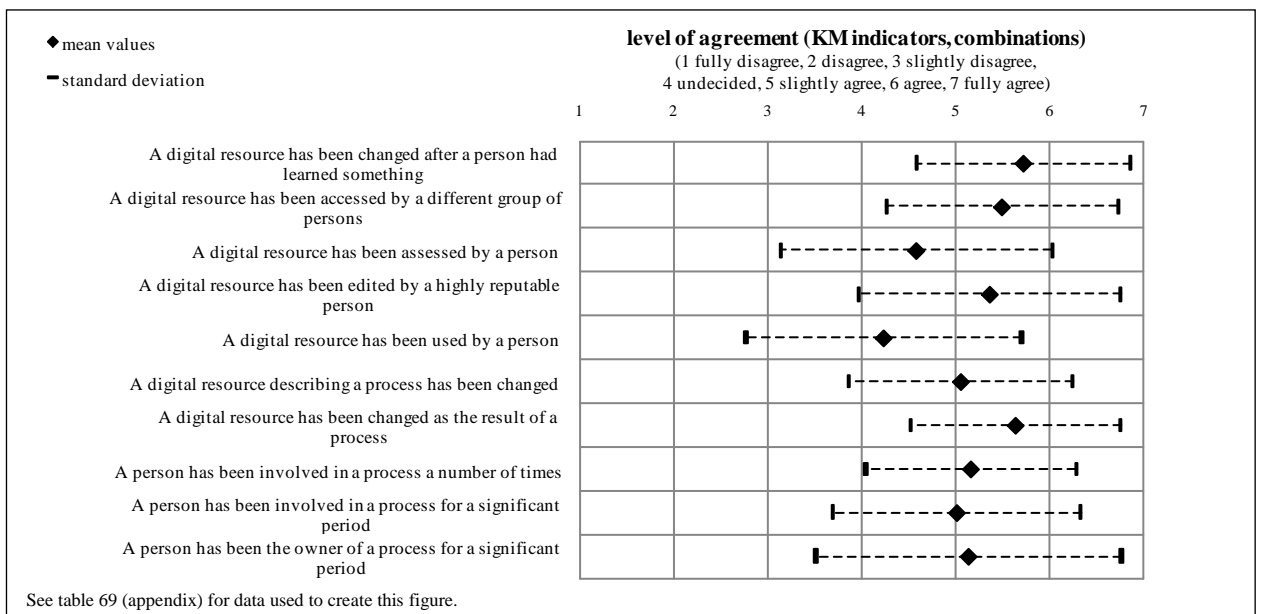 mean values
standard deviation
level of agreement (KM indicators, combinations)
(1 fully disagree, 2 disagree, 3 slightly disagree,
4 undecided, 5 slightly agree, 6 agree, 7 fully agree)
1 2 3 4 5 6 7
A digital resource has been changed after a person had
learned something
A digital resource has been accessed by a different group of
persons
A digital resource has been assessed by a person
A digital resource has been edited by a highly reputable
person
A digital resource has been used by a person
A digital resource describing a process has been changed
A digital resource has been changed as the result of a
process
A person has been involved in a process a number of times
A person has been involved in a process for a significant
period
A person has been the owner of a process for a significant
period
See table 69 (appendix) for data used to create this figure.